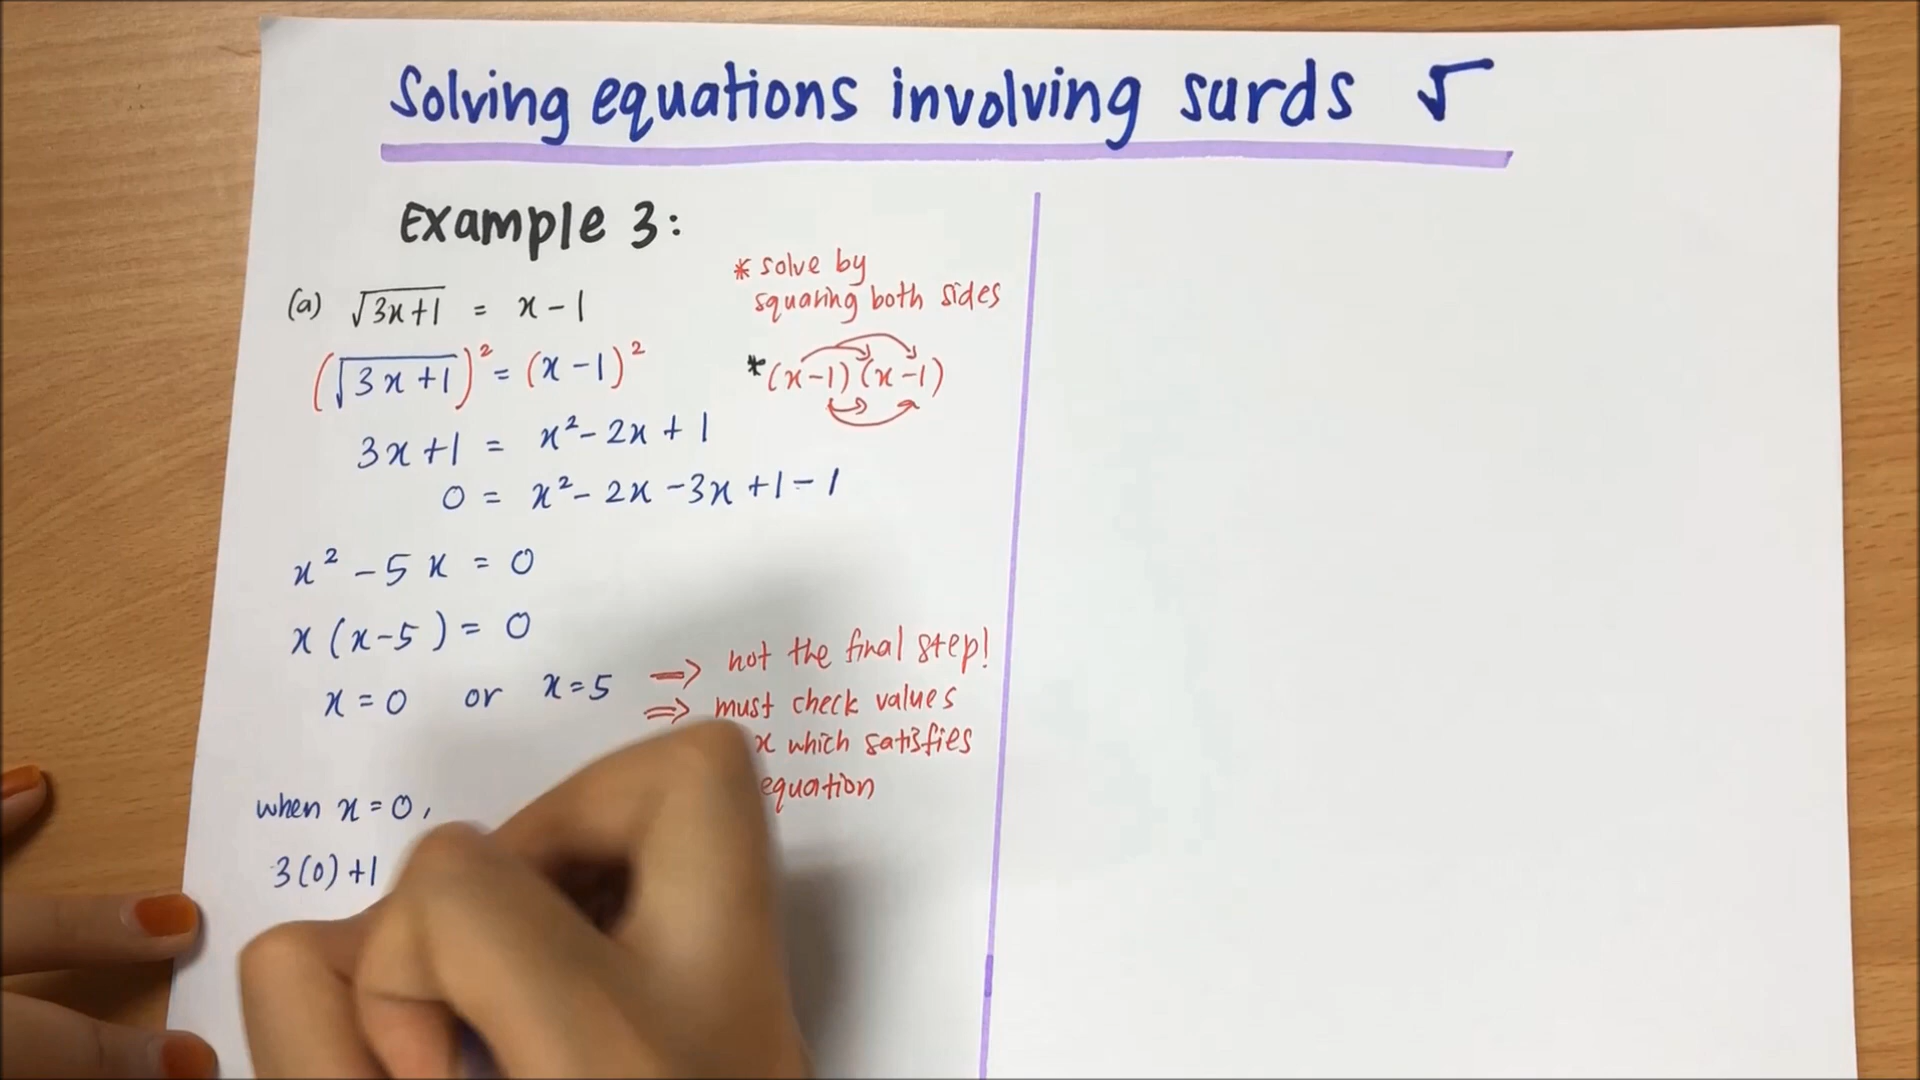 Solving equations involving surds √
Example 3:
(a) √3x+1 = x - 1
(√3x+1)² = (x - 1)²
3x + 1 = x² - 2x + 1
0 = x² - 2x - 3x + 1 - 1
x² - 5x = 0
x (x - 5) = 0
x = 0 or x = 5
when x = 0,
3(0) + 1
* solve by
squaring both sides
* (x - 1)(x - 1)
⇒ not the final step!
⇒ must check values
x which satisfies
equation